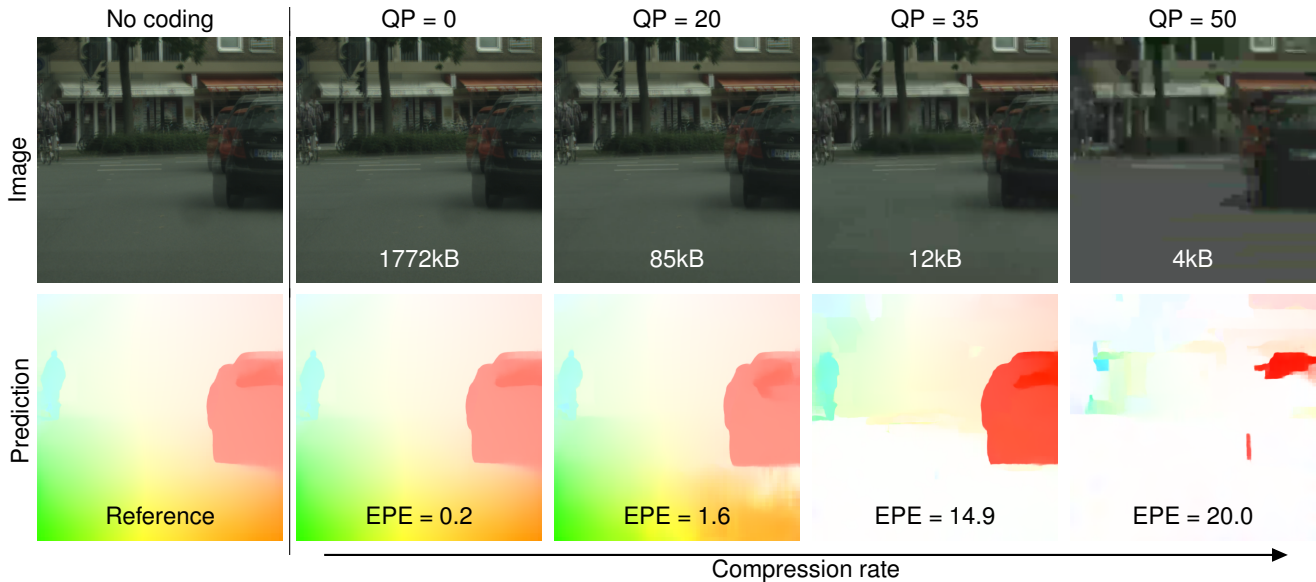 No coding
QP = 0
QP = 20
QP = 35
QP = 50
Image
1772kB
85kB
12kB
4kB
Prediction
Reference
EPE = 0.2
EPE = 1.6
EPE = 14.9
EPE = 20.0
Compression rate